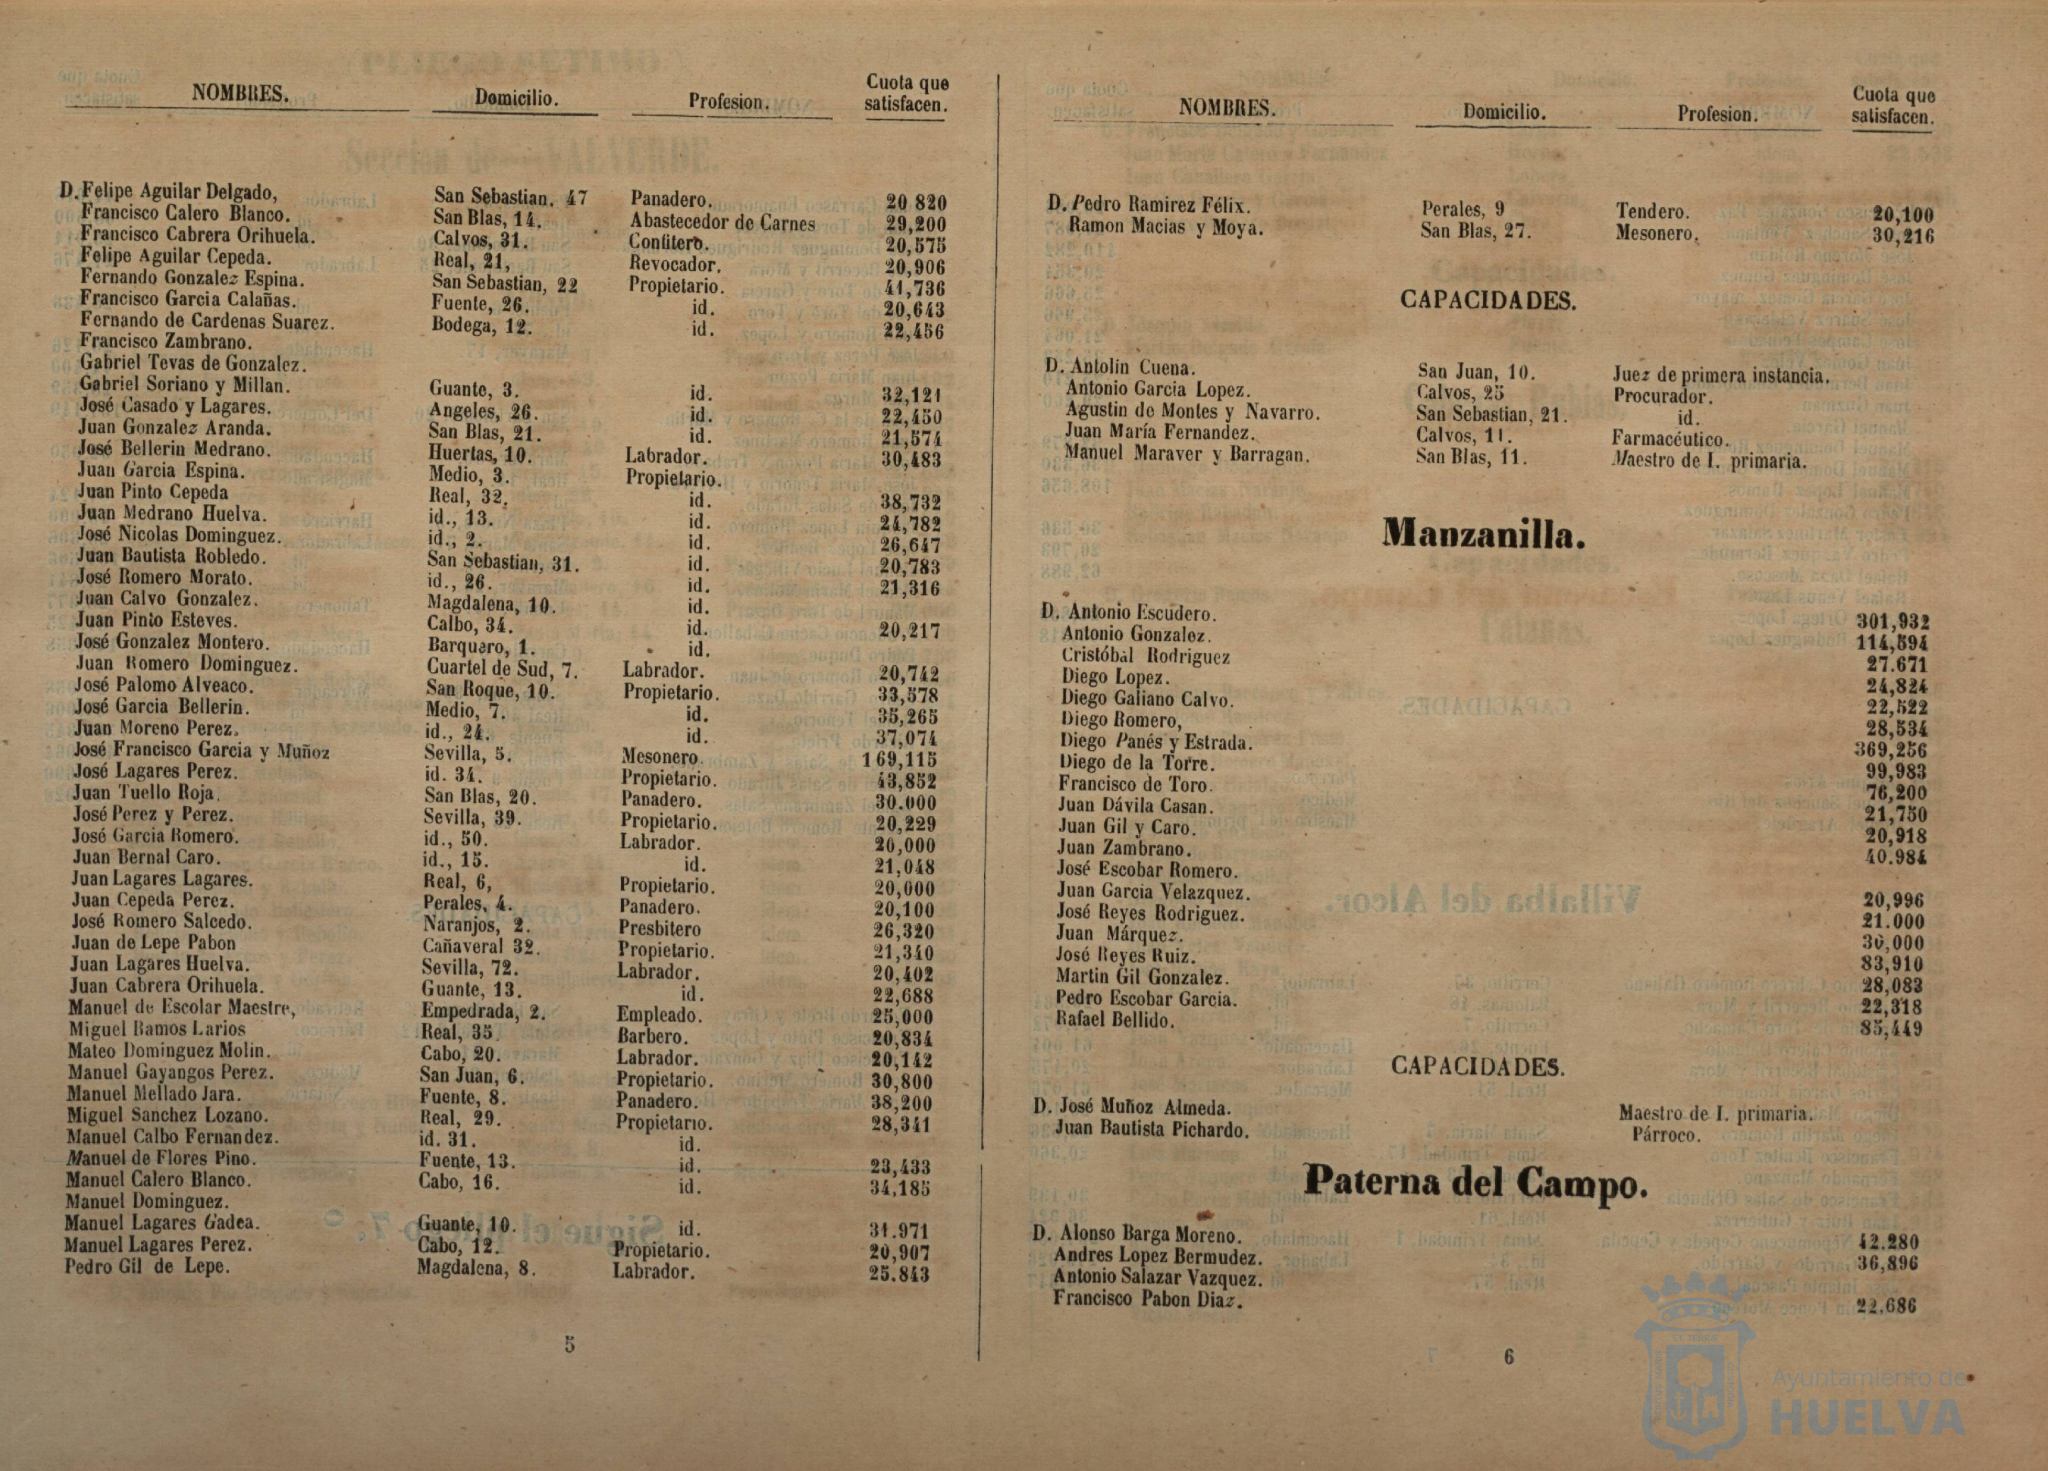 NOMBRES. Domicilio. Profesion. Cuota que satisfacen.
D. Felipe Aguilar Delgado, San Sebastian, 47 Panadero. 20 820
Francisco Calero Blanco. San Blas, 14. Abastecedor de Carnes 29,200
Francisco Cabrera Orihuela. Calvos, 31. Confitero. 20,575
Felipe Aguilar Cepeda. Real, 21, Revocador. 20,906
Fernando Gonzalez Espina. San Sebastian, 22 Propietario. 41,736
Francisco Garcia Calañas. Fuente, 26. id. 20,643
Fernando de Cardenas Suarez. Bodega, 12. id. 22,456
Francisco Zambrano.
Gabriel Tevas de Gonzalez.
Gabriel Soriano y Millan. Guante, 3. id. 32,121
José Casado y Lagares. Angeles, 26. id. 22,450
Juan Gonzalez Aranda. San Blas, 21. id. 21,574
José Bellerin Medrano. Huertas, 10. Labrador. 30,483
Juan Garcia Espina. Medio, 3. Propietario.
Juan Pinto Cepeda Real, 32. id. 38,732
Juan Medrano Huelva. id., 13. id. 24,782
José Nicolas Dominguez. id., 2. id. 26,647
Juan Bautista Robledo. San Sebastian, 31. id. 20,783
José Romero Morato. id., 26. id. 21,316
Juan Calvo Gonzalez. Magdalena, 10. id.
Juan Pinto Esteves. Calbo, 34. id. 20,217
José Gonzalez Montero. Barquero, 1. id.
Juan Romero Dominguez. Cuartel de Sud, 7. Labrador. 20,742
José Palomo Alveaco. San Roque, 10. Propietario. 33,578
José Garcia Bellerin. Medio, 7. id. 35,265
Juan Moreno Perez. id., 24. id. 37,074
José Francisco Garcia y Muñoz Sevilla, 5. Mesonero. 169,115
José Lagares Perez. id. 34. Propietario. 43,852
Juan Tuello Roja. San Blas, 20. Panadero. 30.000
José Perez y Perez. Sevilla, 39. Propietario. 20,229
José Garcia Romero. id., 50. Labrador. 20,000
Juan Bernal Caro. id., 15. id. 21,048
Juan Lagares Lagares. Real, 6, Propietario. 20,000
Juan Cepeda Perez. Perales, 4. Panadero. 20,100
José Romero Salcedo. Naranjos, 2. Presbitero 26,320
Juan de Lepe Pabon Cañaveral 32. Propietario. 21,340
Juan Lagares Huelva. Sevilla, 72. Labrador. 20,402
Juan Cabrera Orihuela. Guante, 13. id. 22,688
Manuel de Escolar Maestre, Empedrada, 2. Empleado. 25,000
Miguel Ramos Larios Real, 35 Barbero. 20,834
Mateo Dominguez Molin. Cabo, 20. Labrador. 20,142
Manuel Gayangos Perez. San Juan, 6. Propietario. 30,800
Manuel Mellado Jara. Fuente, 8. Panadero. 38,200
Miguel Sanchez Lozano. Real, 29. Propietario. 28,341
Manuel Calbo Fernandez. id. 31. id.
Manuel de Flores Pino. Fuente, 13. id. 23,433
Manuel Calero Blanco. Cabo, 16. id. 34,185
Manuel Dominguez.
Manuel Lagares Gadea. Guante, 10. id. 31.971
Manuel Lagares Perez. Cabo, 12. Propietario. 20,907
Pedro Gil de Lepe. Magdalena, 8. Labrador. 25.843
5
NOMBRES. Domicilio. Profesion. Cuota que satisfacen.
D. Pedro Ramirez Félix. Perales, 9 Tendero. 20,100
Ramon Macias y Moya. San Blas, 27. Mesonero. 30,216
CAPACIDADES.
D. Antolin Cuena. San Juan, 10. Juez de primera instancia.
Antonio Garcia Lopez. Calvos, 25 Procurador.
Agustin de Montes y Navarro. San Sebastian, 21. id.
Juan María Fernandez. Calvos, 11. Farmacéutico.
Manuel Maraver y Barragan. San Blas, 11. Maestro de I. primaria.
Manzanilla.
D. Antonio Escudero. 301,932
Antonio Gonzalez. 114,594
Cristóbal Rodriguez 27.671
Diego Lopez. 24,824
Diego Galiano Calvo. 22,522
Diego Romero, 28,534
Diego Panés y Estrada. 369,256
Diego de la Torre. 99,983
Francisco de Toro. 76,200
Juan Dávila Casan. 21,750
Juan Gil y Caro. 20,918
Juan Zambrano. 40.984
José Escobar Romero.
Juan Garcia Velazquez. 20,996
José Reyes Rodriguez. 21.000
Juan Márquez. 30,000
José Reyes Ruiz. 83,910
Martin Gil Gonzalez. 28,083
Pedro Escobar Garcia. 22,318
Rafael Bellido. 85,449
CAPACIDADES.
D. José Muñoz Almeda. Maestro de I. primaria.
Juan Bautista Pichardo. Párroco.
Paterna del Campo.
D. Alonso Barga Moreno. 42.280
Andres Lopez Bermudez. 36,896
Antonio Salazar Vazquez.
Francisco Pabon Diaz. 22.686
6
Ayuntamiento de
HUELVA